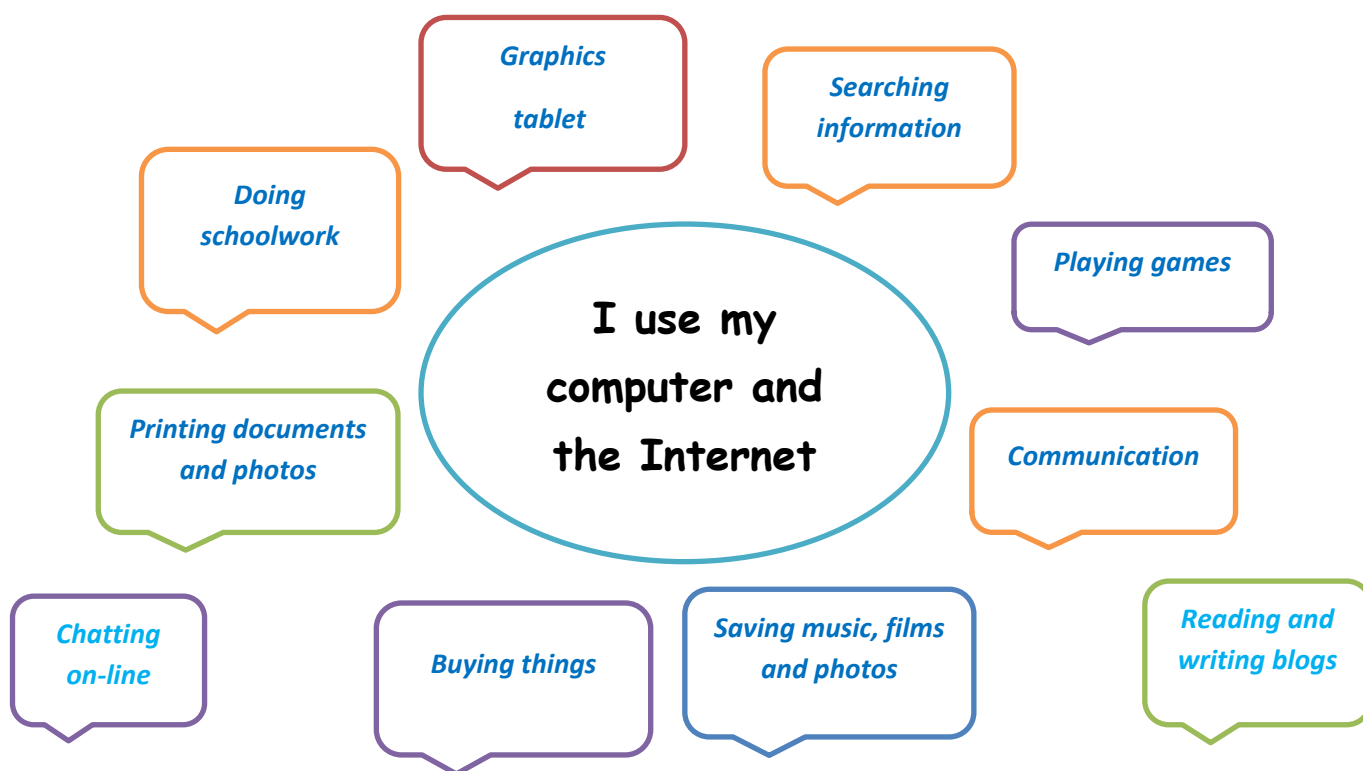 Graphics
tablet
Searching
information
Doing
schoolwork
Playing games
I use my
computer and
the Internet
Printing documents
and photos
Communication
Chatting
on-line
Buying things
Saving music, films
and photos
Reading and
writing blogs